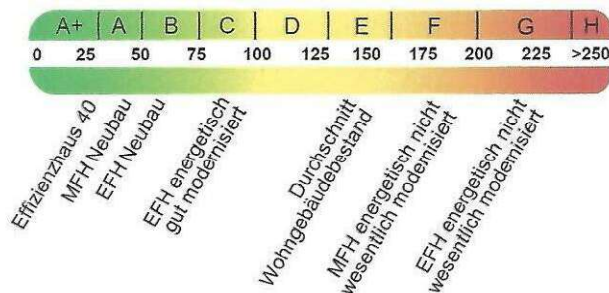 A+ A B C D E F G H
0 25 50 75 100 125 150 175 200 225 >250
Effizienzhaus 40
MFH Neubau
EFH Neubau
EFH energetisch
gut modernisiert
Durchschnitt
Wohngebäudebestand
MFH energetisch nicht
wesentlich modernisiert
EFH energetisch nicht
wesentlich modernisiert